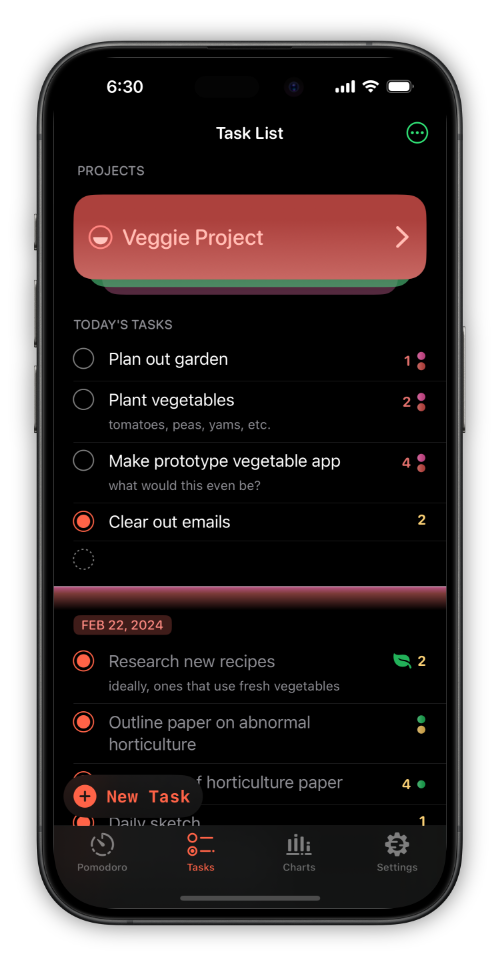 6:30
Task List
PROJECTS
Veggie Project
TODAY'S TASKS
Plan out garden 1
Plant vegetables 2
tomatoes, peas, yams, etc.
Make prototype vegetable app 4
what would this even be?
Clear out emails 2
FEB 22, 2024
Research new recipes 2
ideally, ones that use fresh vegetables
Outline paper on abnormal
horticulture
f horticulture paper 4
New Task
Daily sketch 1
Pomodoro Tasks Charts Settings